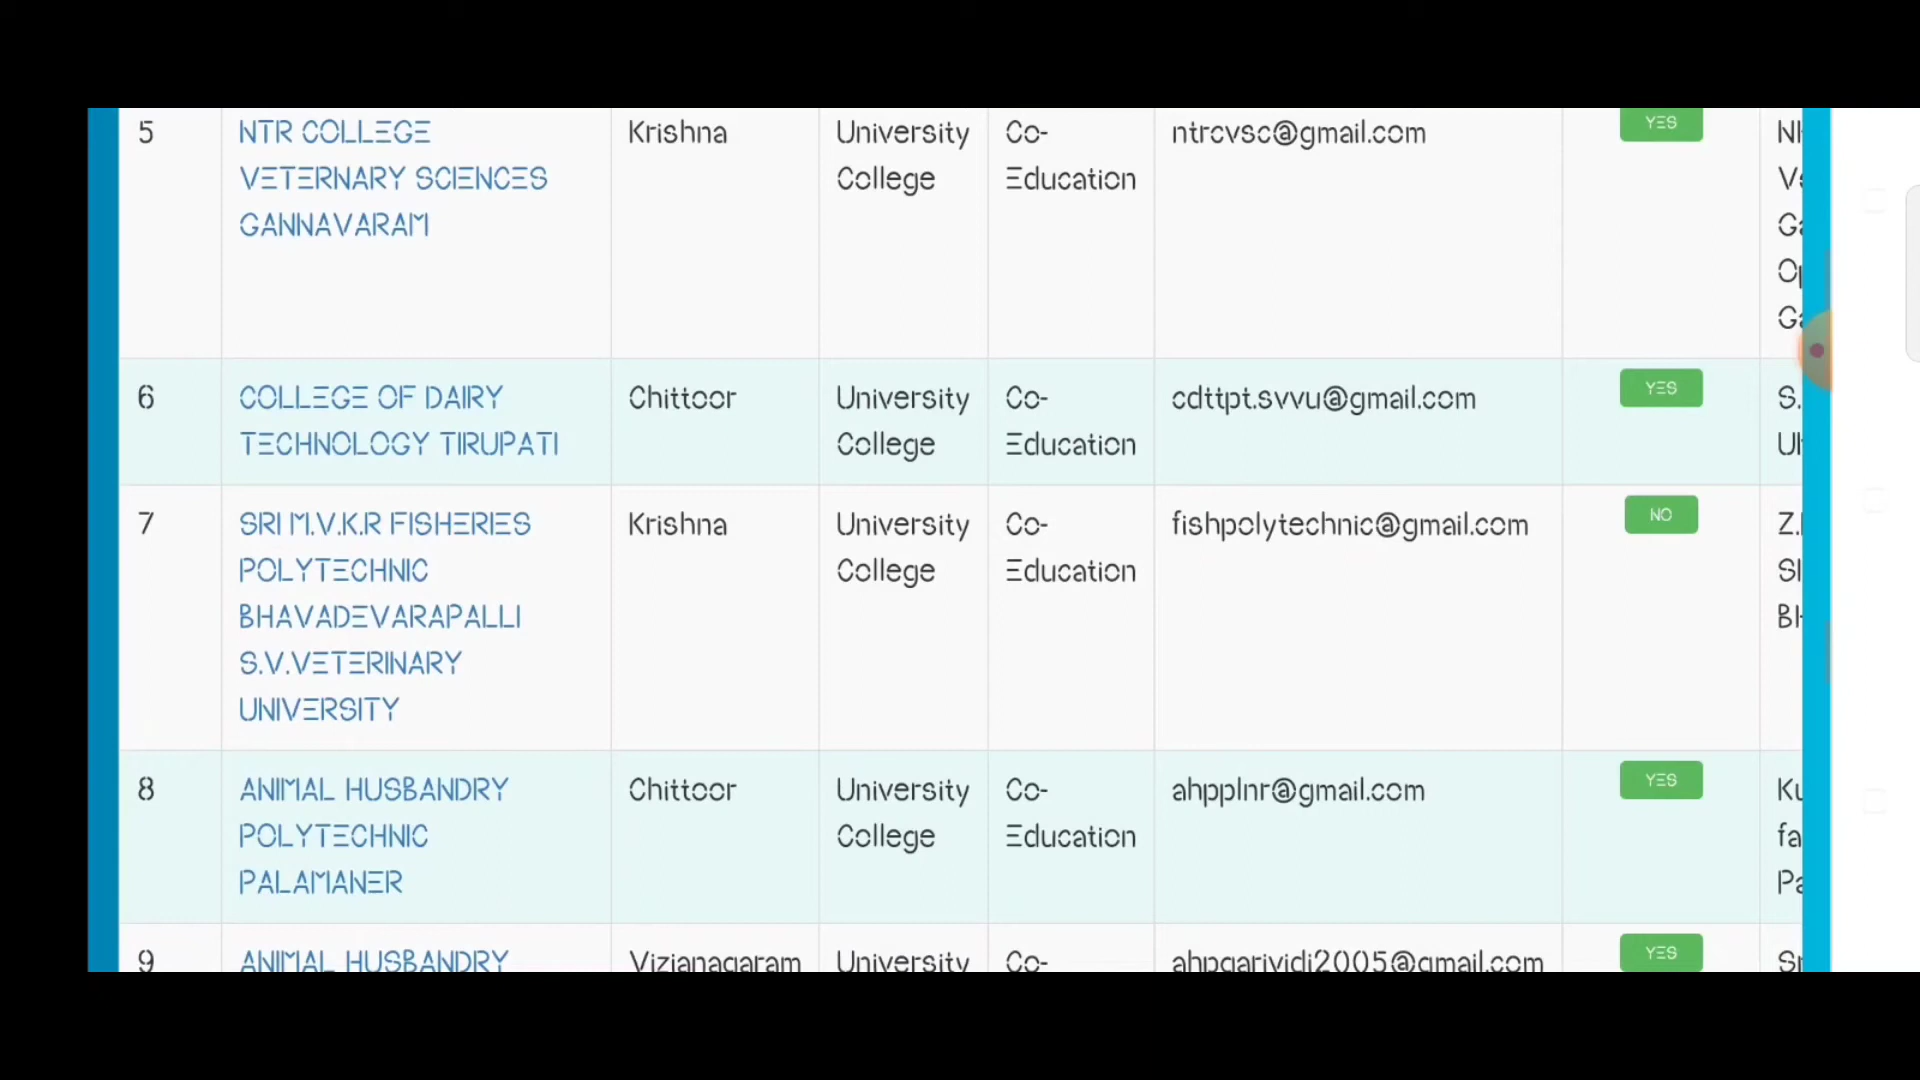 5 NTR COLLEGE Krishna University Co- ntrcvsc@gmail.com YES
VETERNARY SCIENCES College Education
GANNAVARAM
6 COLLEGE OF DAIRY Chittoor University Co- cdttpt.svvu@gmail.com YES S.
TECHNOLOGY TIRUPATI College Education
7 SRI M.V.K.R FISHERIES Krishna University Co- fishpolytechnic@gmail.com NO
POLYTECHNIC College Education
BHAVADEVARAPALLI
S.V.VETERINARY
UNIVERSITY
8 ANIMAL HUSBANDRY Chittoor University Co- ahpplnr@gmail.com YES
POLYTECHNIC College Education
PALAMANER
9 ANIMAL HUSBANDRY Vizianagaram University Co- ahpgarividi2005@gmail.com YES